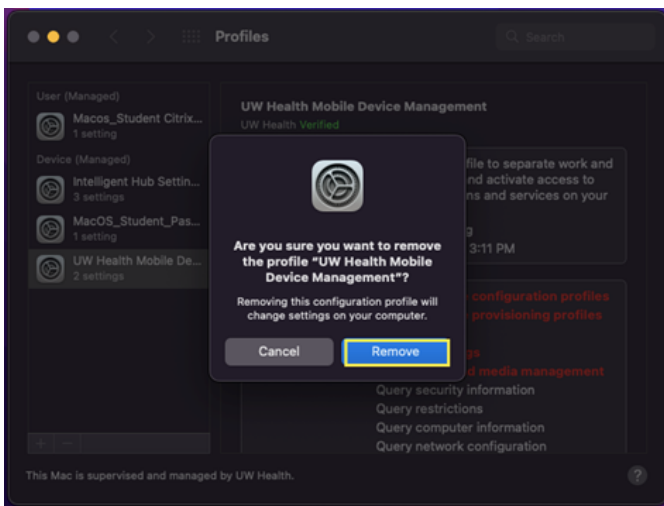 Profiles
Search
User (Managed)
Macos_Student Citrix...
1 setting
Device (Managed)
Intelligent Hub Settin...
3 settings
MacOS_Student_Pas...
1 setting
UW Health Mobile De...
2 settings
+ −
UW Health Mobile Device Management
UW Health Verified
file to separate work and
nd activate access to
ns and services on your
g
3:11 PM
Are you sure you want to remove
the profile “UW Health Mobile
Device Management”?
Removing this configuration profile will
change settings on your computer.
Cancel
Remove
configuration profiles
provisioning profiles
gs
d media management
Query security information
Query restrictions
Query computer information
Query network configuration
This Mac is supervised and managed by UW Health.
?